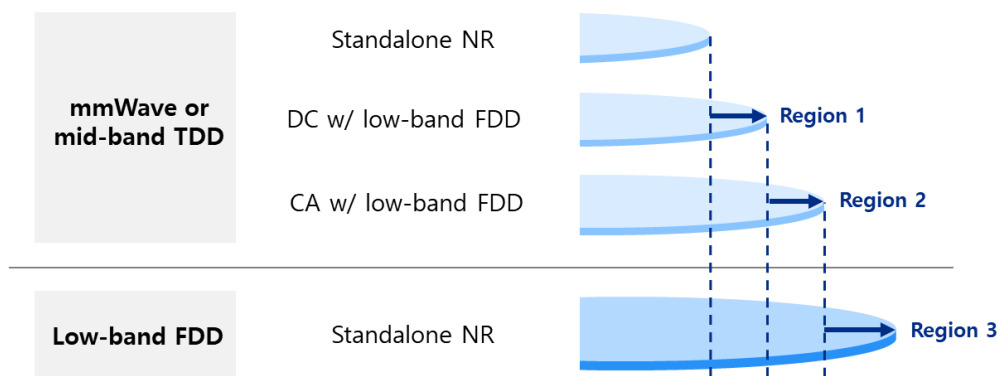 Standalone NR
mmWave or
mid-band TDD
DC w/ low-band FDD
Region 1
CA w/ low-band FDD
Region 2
Low-band FDD
Standalone NR
Region 3